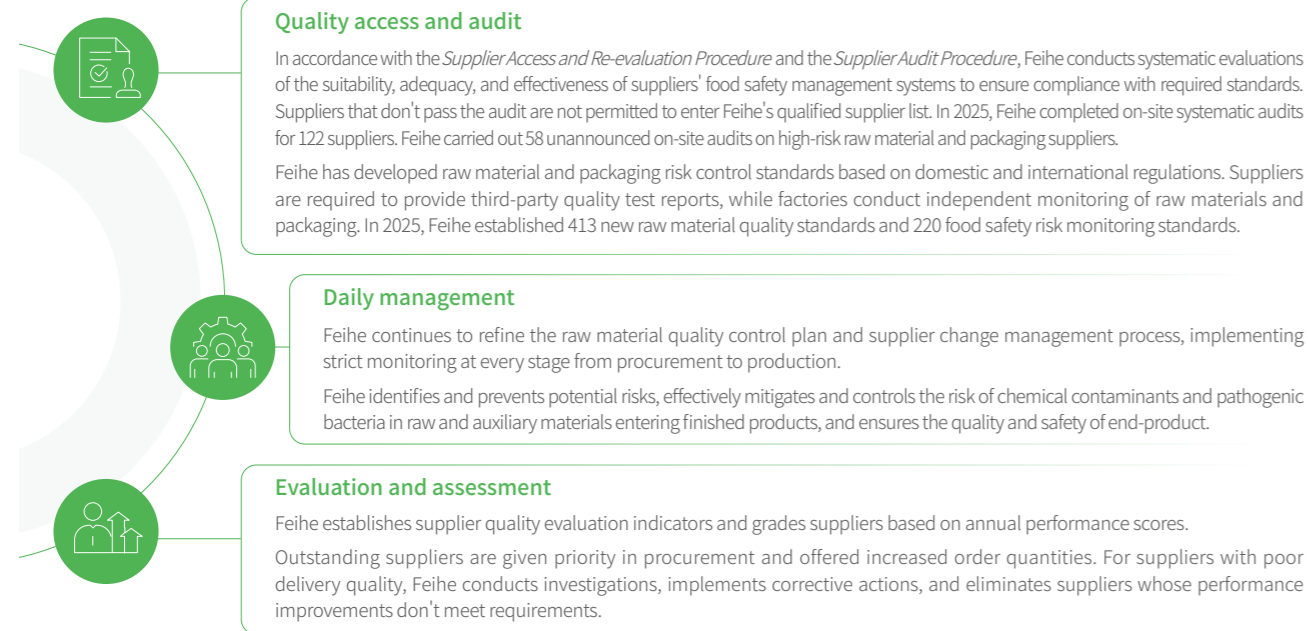 Quality access and audit
In accordance with the Supplier Access and Re-evaluation Procedure and the Supplier Audit Procedure, Feihe conducts systematic evaluations
of the suitability, adequacy, and effectiveness of suppliers' food safety management systems to ensure compliance with required standards.
Suppliers that don't pass the audit are not permitted to enter Feihe's qualified supplier list. In 2025, Feihe completed on-site systematic audits
for 122 suppliers. Feihe carried out 58 unannounced on-site audits on high-risk raw material and packaging suppliers.
Feihe has developed raw material and packaging risk control standards based on domestic and international regulations. Suppliers
are required to provide third-party quality test reports, while factories conduct independent monitoring of raw materials and
packaging. In 2025, Feihe established 413 new raw material quality standards and 220 food safety risk monitoring standards.
Daily management
Feihe continues to refine the raw material quality control plan and supplier change management process, implementing
strict monitoring at every stage from procurement to production.
Feihe identifies and prevents potential risks, effectively mitigates and controls the risk of chemical contaminants and pathogenic
bacteria in raw and auxiliary materials entering finished products, and ensures the quality and safety of end-product.
Evaluation and assessment
Feihe establishes supplier quality evaluation indicators and grades suppliers based on annual performance scores.
Outstanding suppliers are given priority in procurement and offered increased order quantities. For suppliers with poor
delivery quality, Feihe conducts investigations, implements corrective actions, and eliminates suppliers whose performance
improvements don't meet requirements.